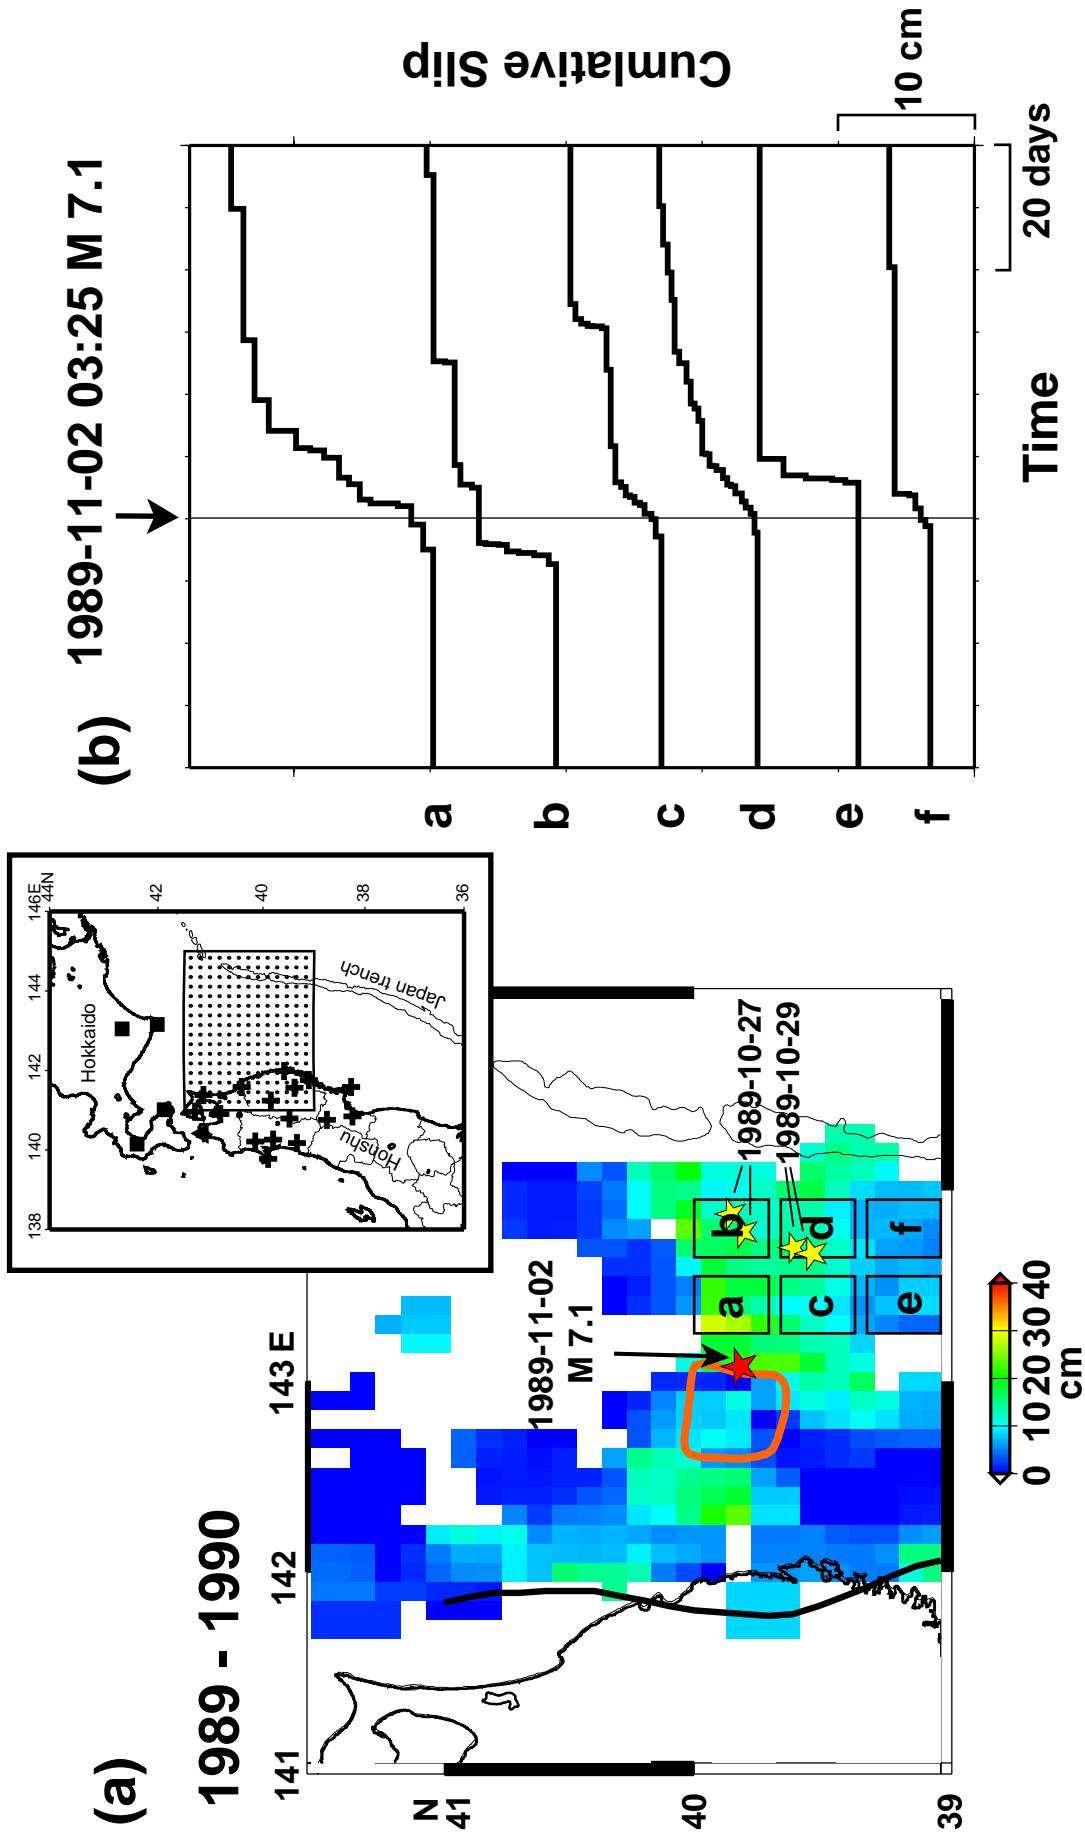 (a)
1989 - 1990
141
142
143 E
N
41
40
39
1989-11-02
M 7.1
1989-10-27
1989-10-29
a
b
c
d
e
f
0 10 20 30 40
cm
138
140
142
144
146E
44N
42
40
38
36
Hokkaido
Honshu
Japan trench
(b)
1989-11-02 03:25 M 7.1
a
b
c
d
e
f
Cumlative Slip
10 cm
20 days
Time